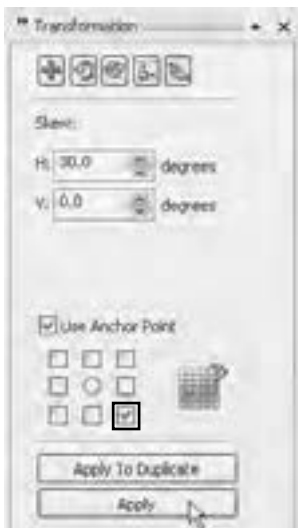 Transformation
Skew:
H: 30.0 degrees
V: 0.0 degrees
Use Anchor Point
Apply To Duplicate
Apply